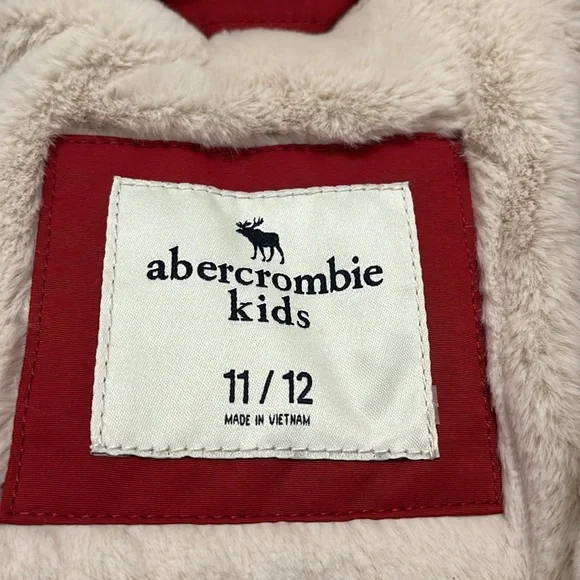 abercrombie
kids
11 / 12
MADE IN VIETNAM